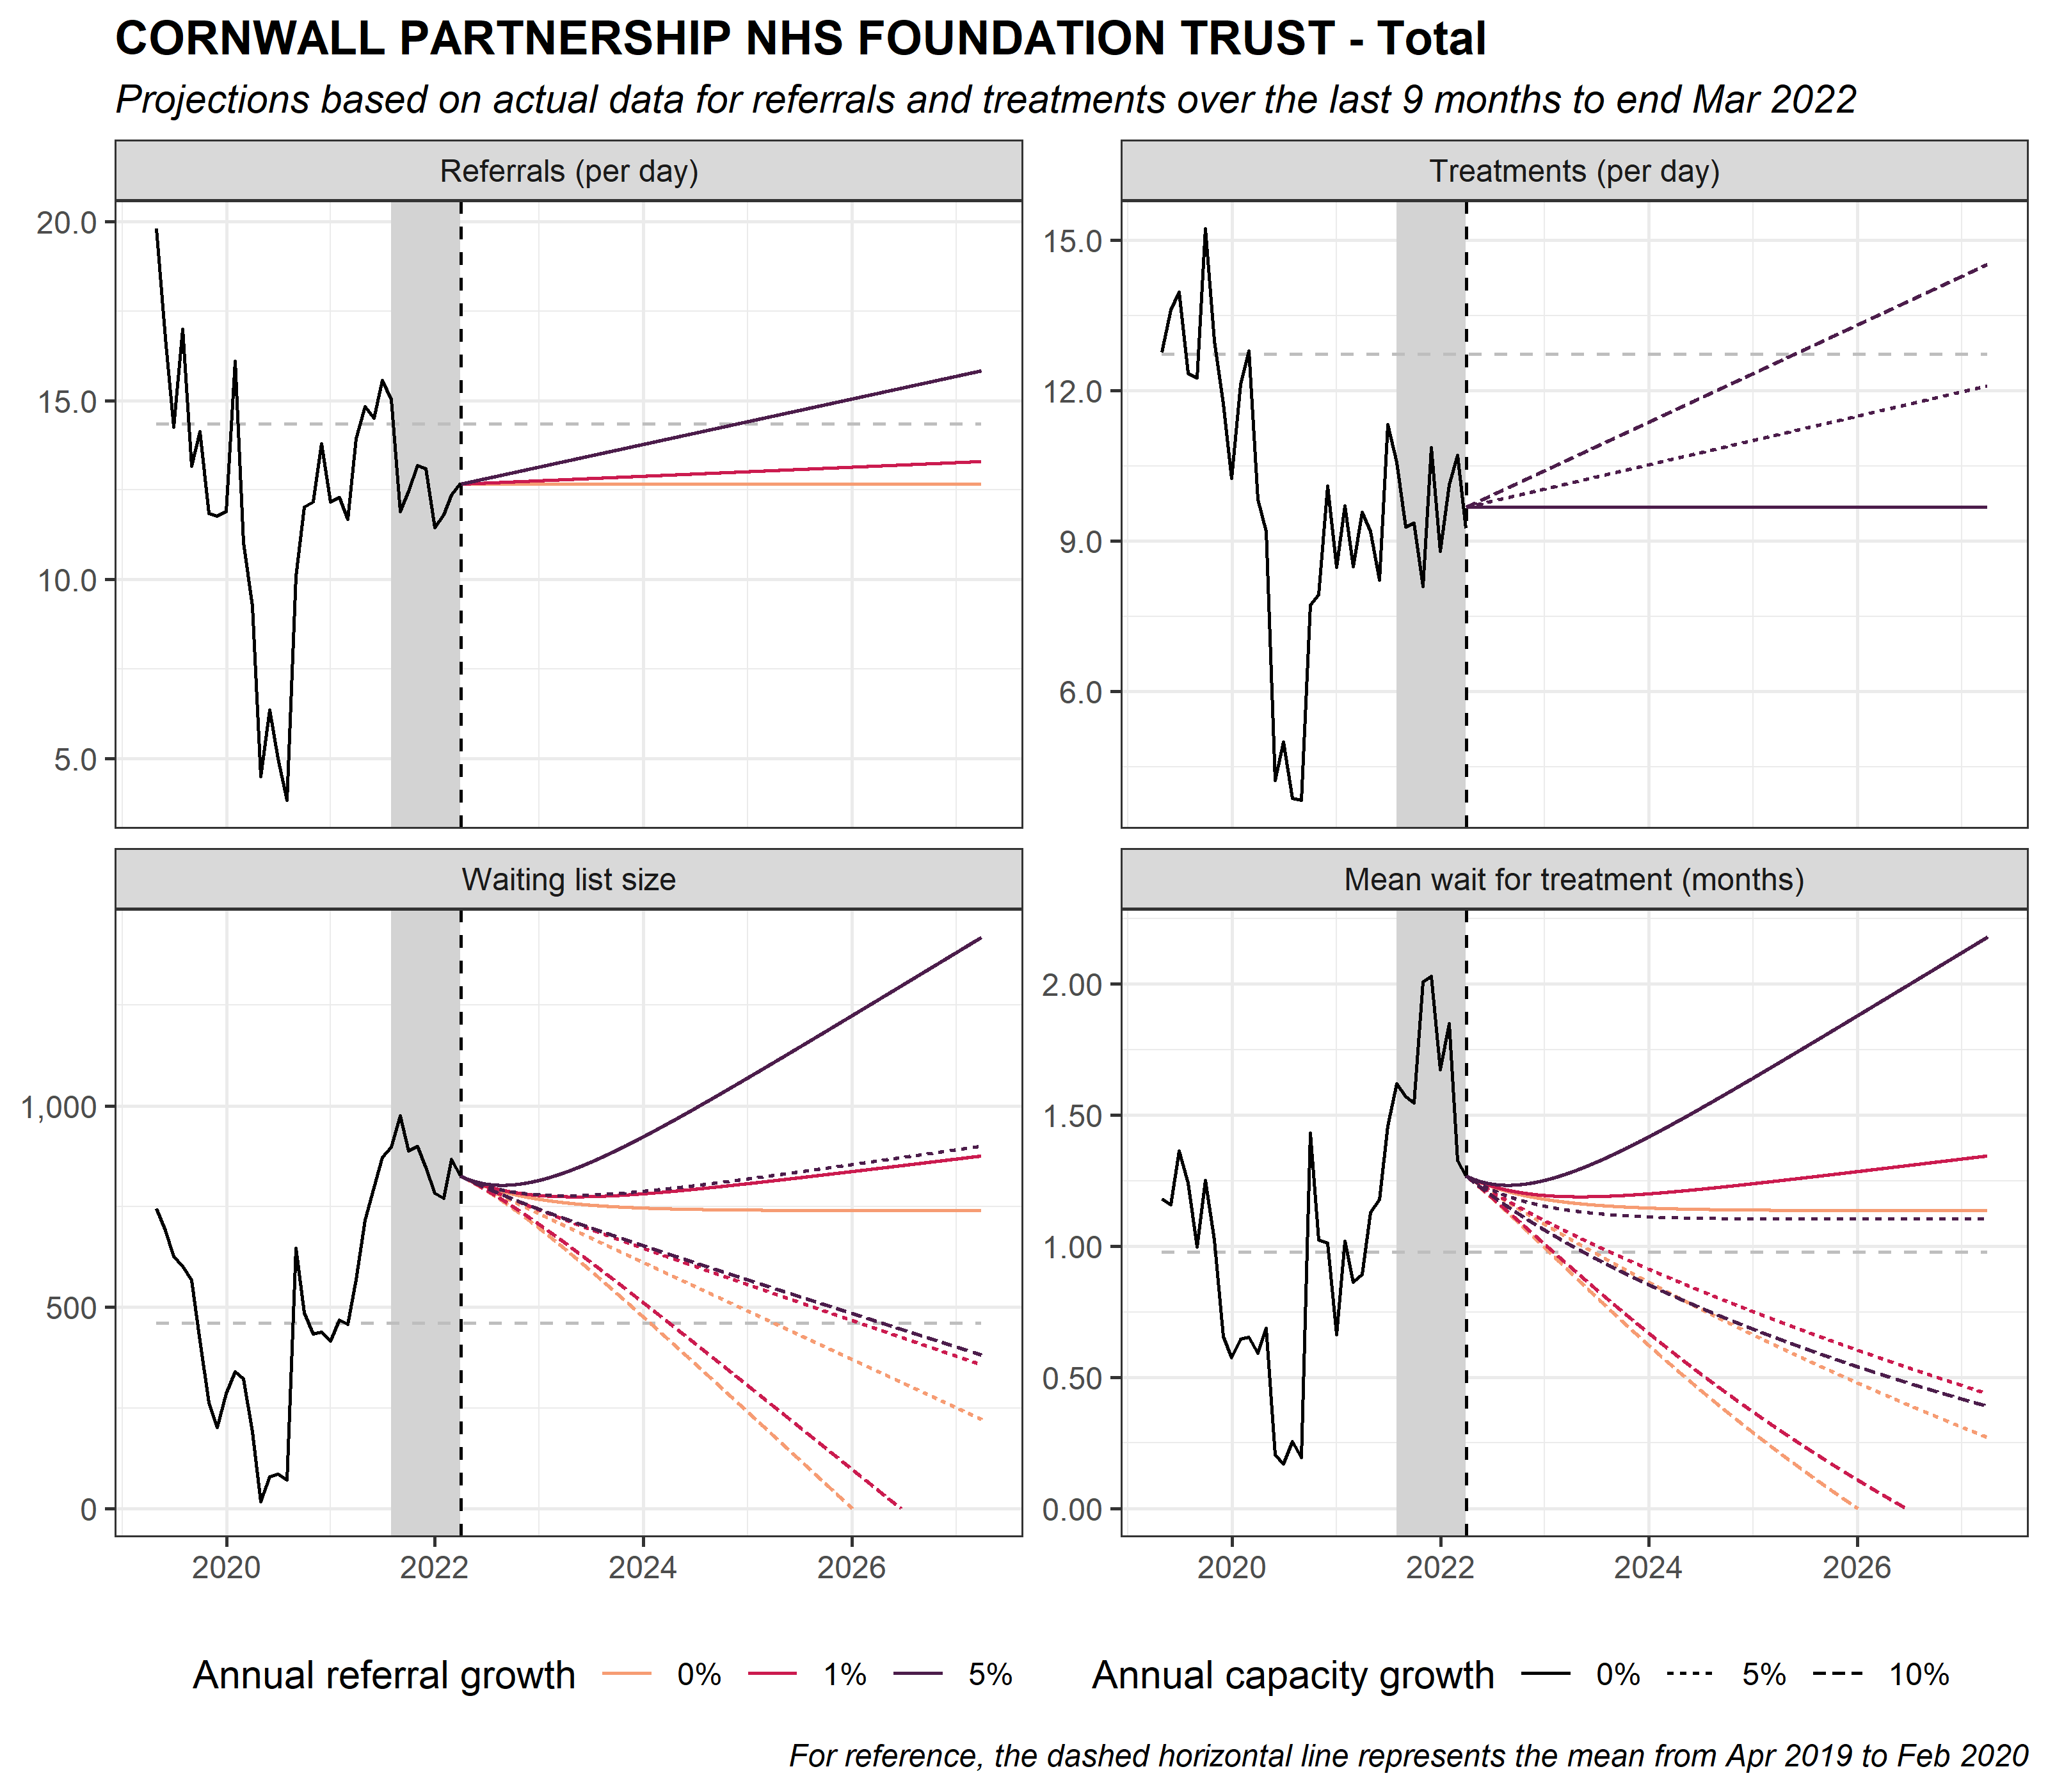 CORNWALL PARTNERSHIP NHS FOUNDATION TRUST - Total
Projections based on actual data for referrals and treatments over the last 9 months to end Mar 2022
Referrals (per day)
20.0
15.0
10.0
5.0
Treatments (per day)
15.0
12.0
9.0
6.0
Waiting list size
1,000
500
0
2020 2022 2024 2026
Mean wait for treatment (months)
2.00
1.50
1.00
0.50
0.00
2020 2022 2024 2026
Annual referral growth 0% 1% 5%
Annual capacity growth 0% 5% 10%
For reference, the dashed horizontal line represents the mean from Apr 2019 to Feb 2020